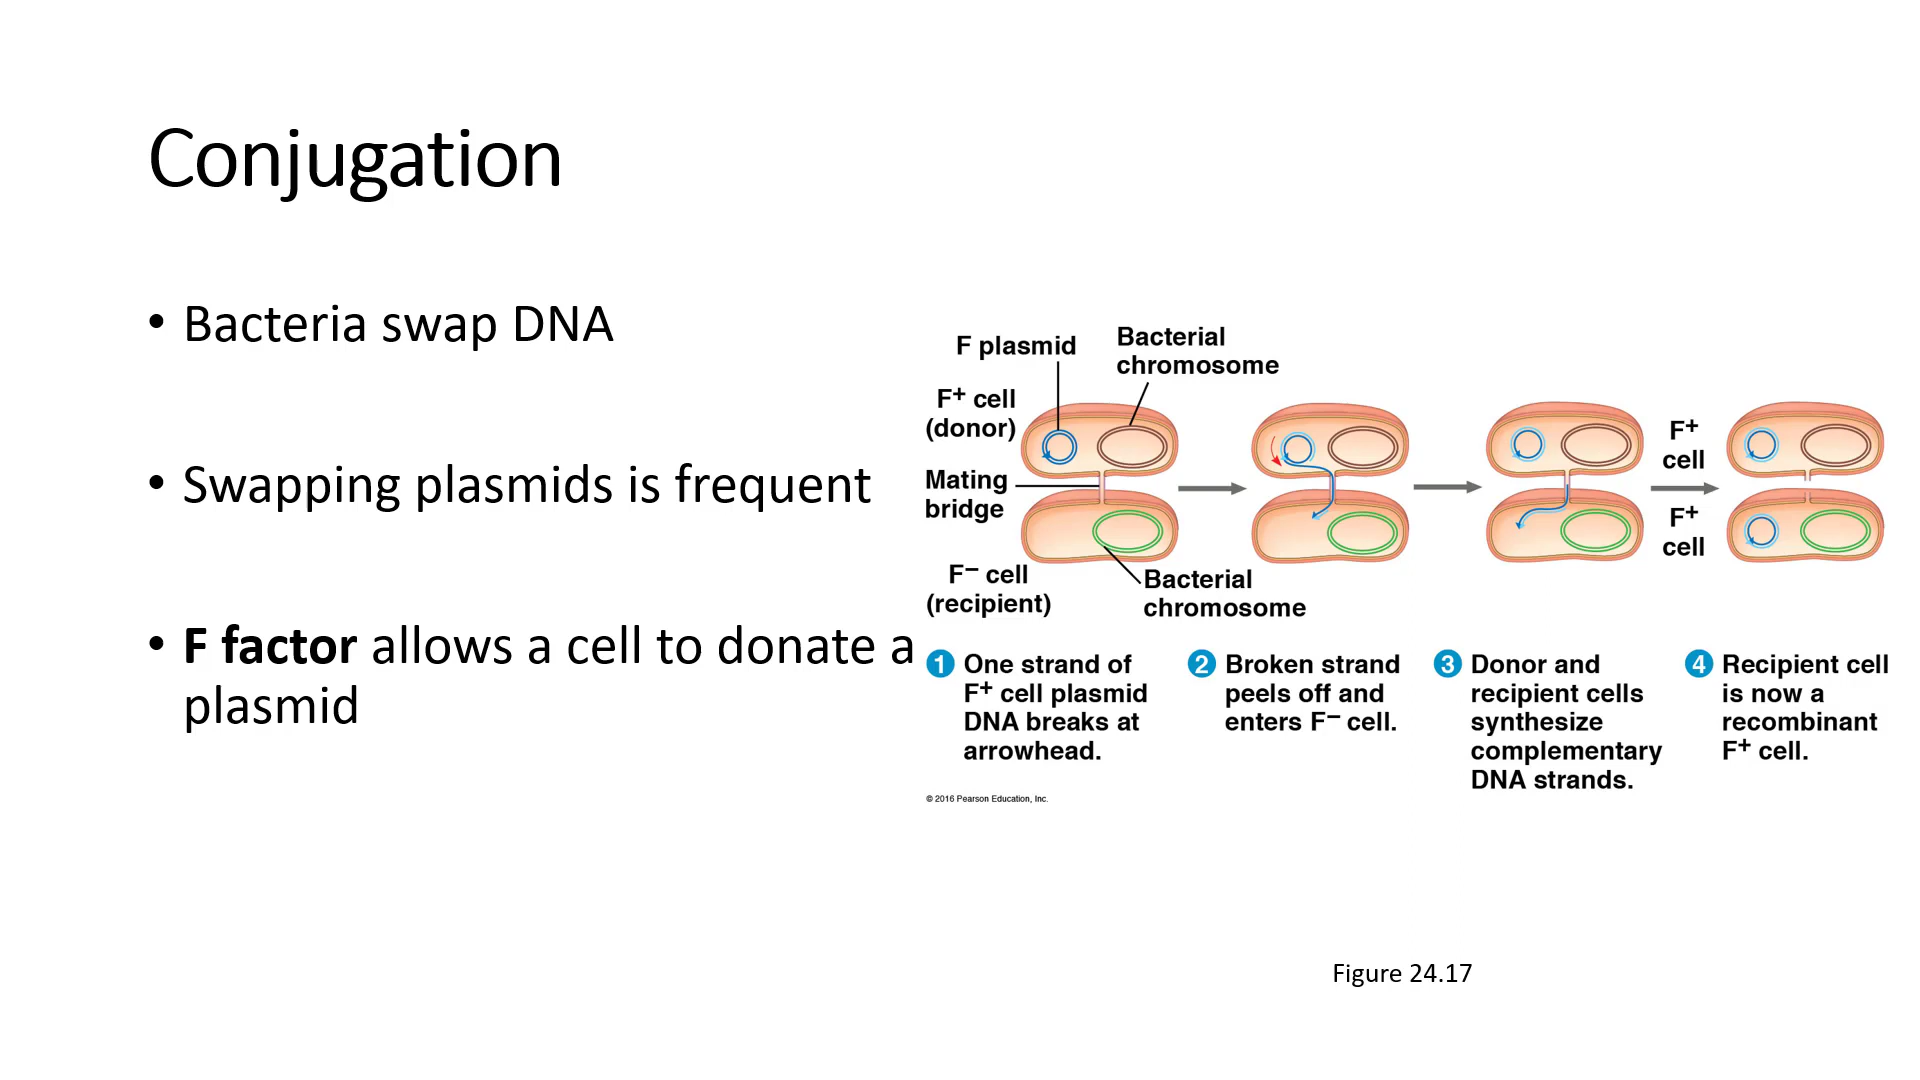 Conjugation
• Bacteria swap DNA
• Swapping plasmids is frequent
• F factor allows a cell to donate a
plasmid
F plasmid
Bacterial
chromosome
F+ cell
(donor)
Mating
bridge
F– cell
(recipient)
Bacterial
chromosome
F+
cell
F+
cell
1 One strand of
F+ cell plasmid
DNA breaks at
arrowhead.
2 Broken strand
peels off and
enters F– cell.
3 Donor and
recipient cells
synthesize
complementary
DNA strands.
4 Recipient cell
is now a
recombinant
F+ cell.
© 2016 Pearson Education, Inc.
Figure 24.17